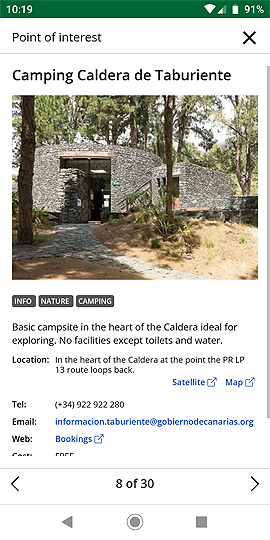 10:19
91%
Point of interest
Camping Caldera de Taburiente
INFO NATURE CAMPING
Basic campsite in the heart of the Caldera ideal for
exploring. No facilities except toilets and water.
Location: In the heart of the Caldera at the point the PR LP
13 route loops back.
Satellite Map
Tel: (+34) 922 922 280
Email: informacion.taburiente@gobiernodecanarias.org
Web: Bookings
Cost: FREE
8 of 30